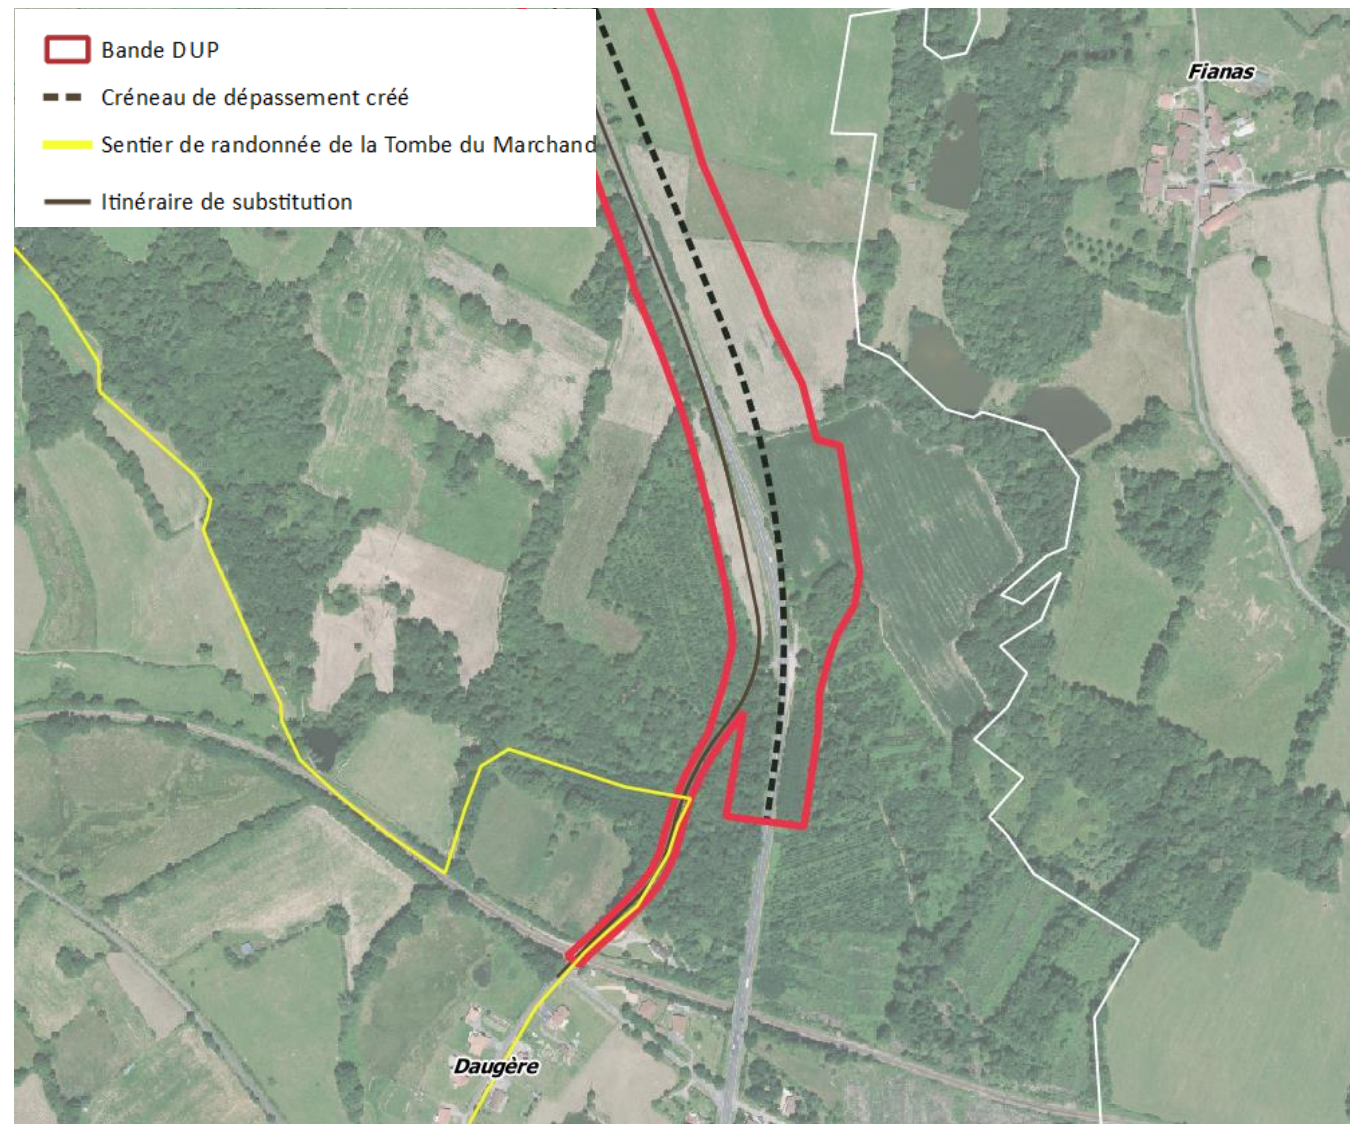 Bande DUP
Créneau de dépassement créé
Sentier de randonnée de la Tombe du Marchand
Itinéraire de substitution
Fianas
Daugère